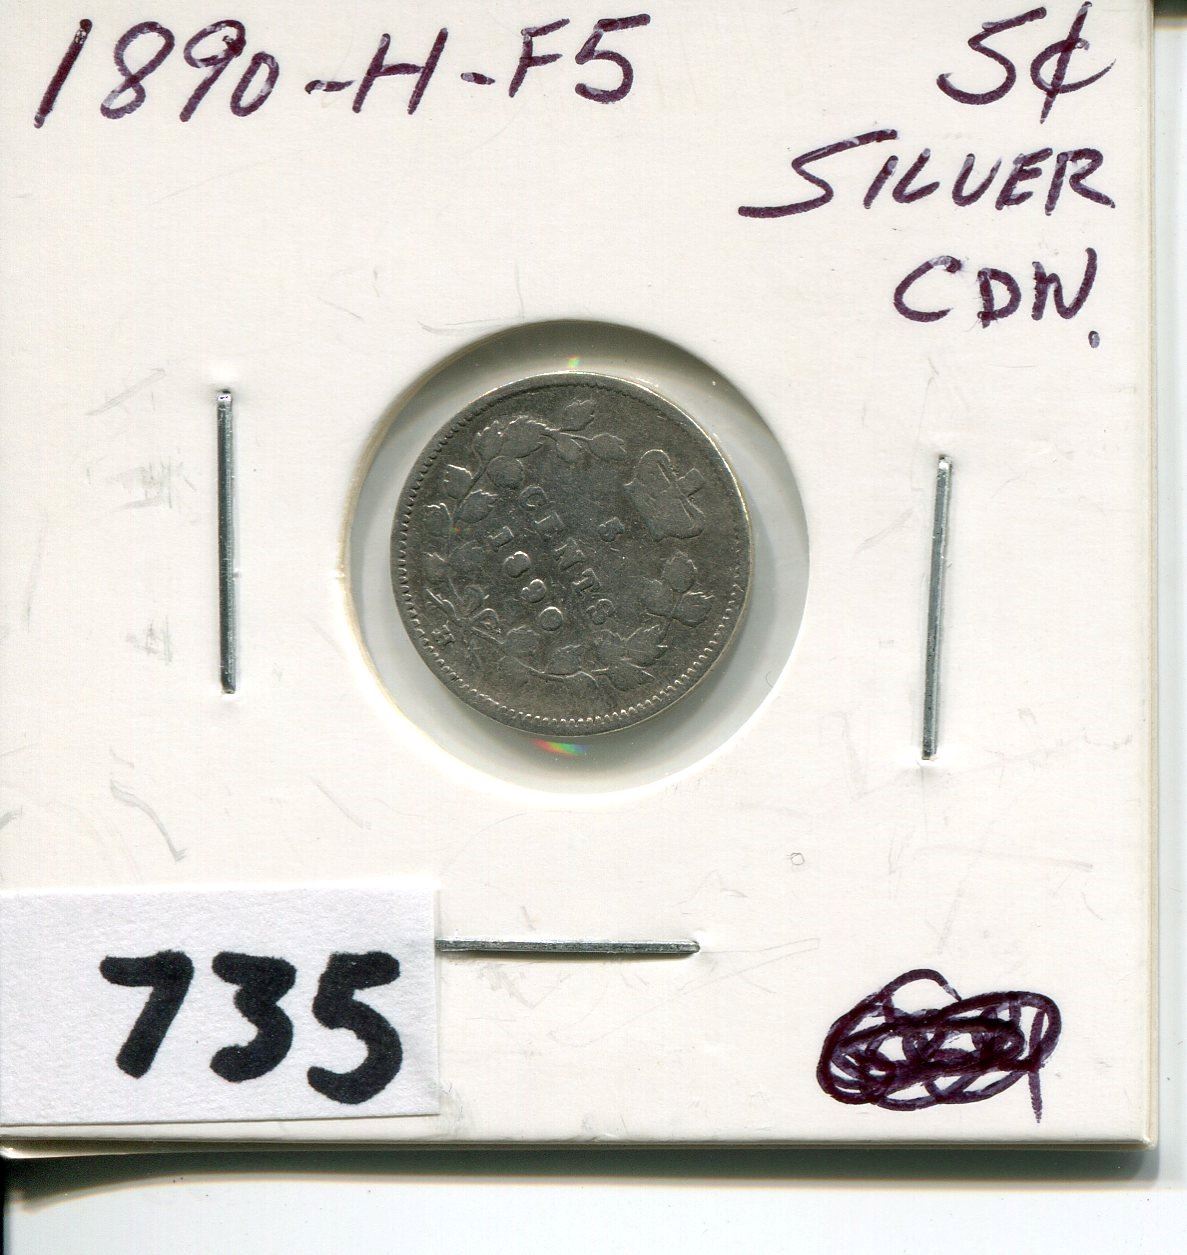 1890-H-F5 5¢
SILVER
CDN.
5
CENTS
1890
H
735